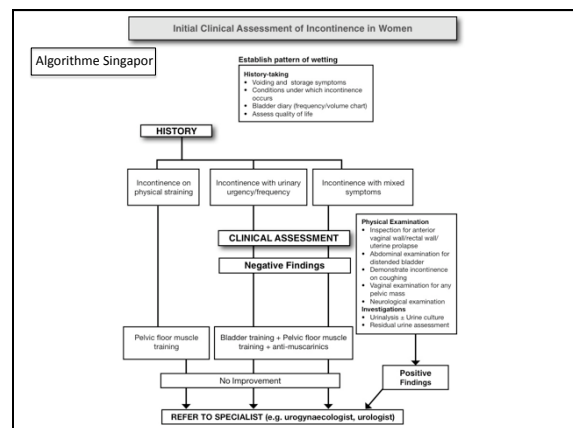 Initial Clinical Assessment of Incontinence in Women
Algorithme Singapor
Establish pattern of wetting
History-taking
• Voiding and storage symptoms
• Conditions under which incontinence
occurs
• Bladder diary (frequency/volume chart)
• Assess quality of life
HISTORY
Incontinence on
physical straining
Incontinence with urinary
urgency/frequency
Incontinence with mixed
symptoms
CLINICAL ASSESSMENT
Negative Findings
Physical Examination
• Inspection for anterior
vaginal wall/rectal wall/
uterine prolapse
• Abdominal examination for
distended bladder
• Demonstrate incontinence
on coughing
• Vaginal examination for any
pelvic mass
• Neurological examination
Investigations
• Urinalysis ± Urine culture
• Residual urine assessment
Pelvic floor muscle
training
Bladder training + Pelvic floor muscle
training + anti-muscarinics
Positive
Findings
No Improvement
REFER TO SPECIALIST (e.g. urogynaecologist, urologist)